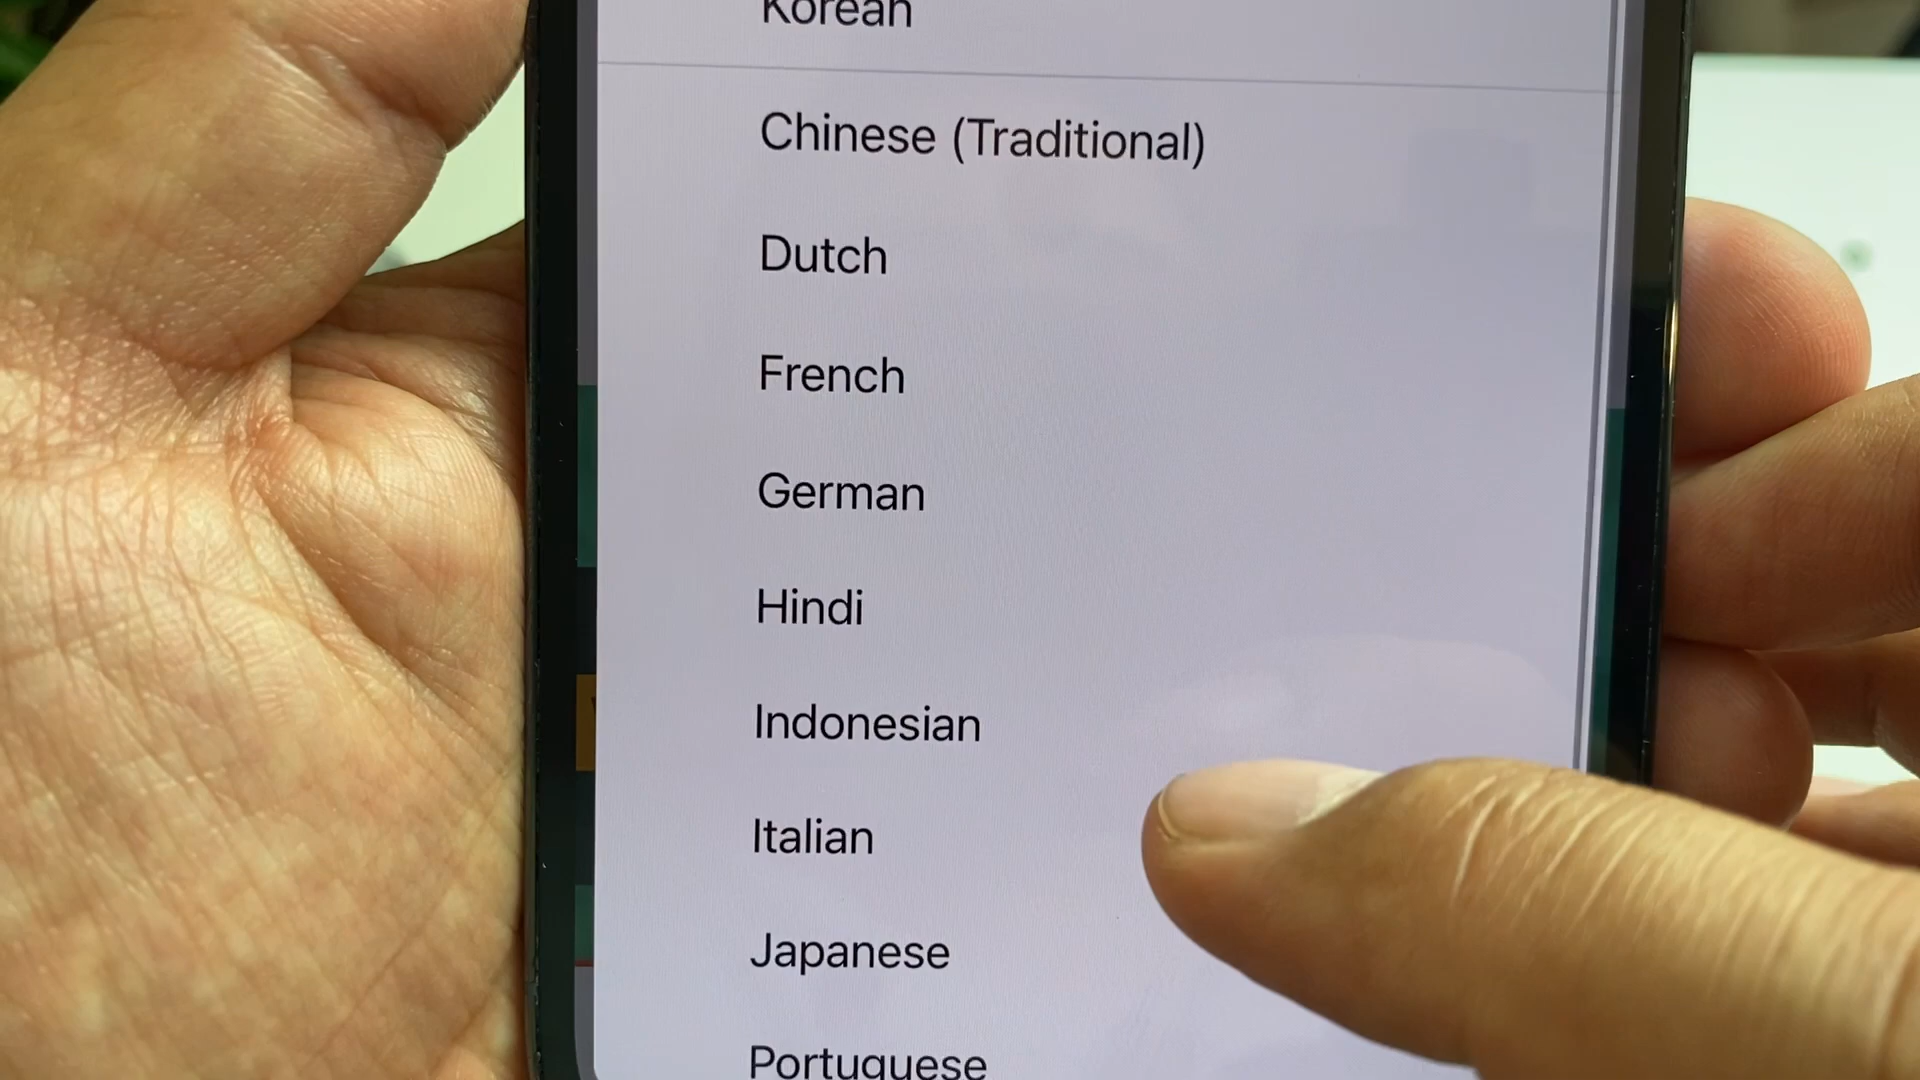 Korean
Chinese (Traditional)
Dutch
French
German
Hindi
Indonesian
Italian
Japanese
Portuguese